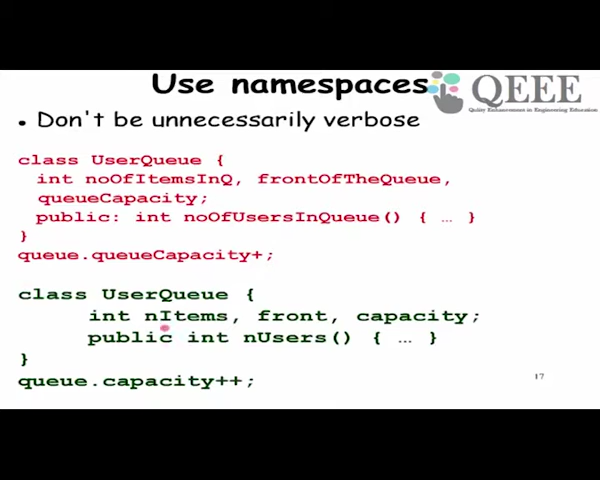 Use namespaces
QEEE
Quality Enhancement in Engineering Education
• Don't be unnecessarily verbose
class UserQueue {
int noOfItemsInQ, frontOfTheQueue,
queueCapacity;
public: int noOfUsersInQueue() { … }
}
queue.queueCapacity+;
class UserQueue {
int nItems, front, capacity;
public int nUsers() { … }
}
queue.capacity++;
17